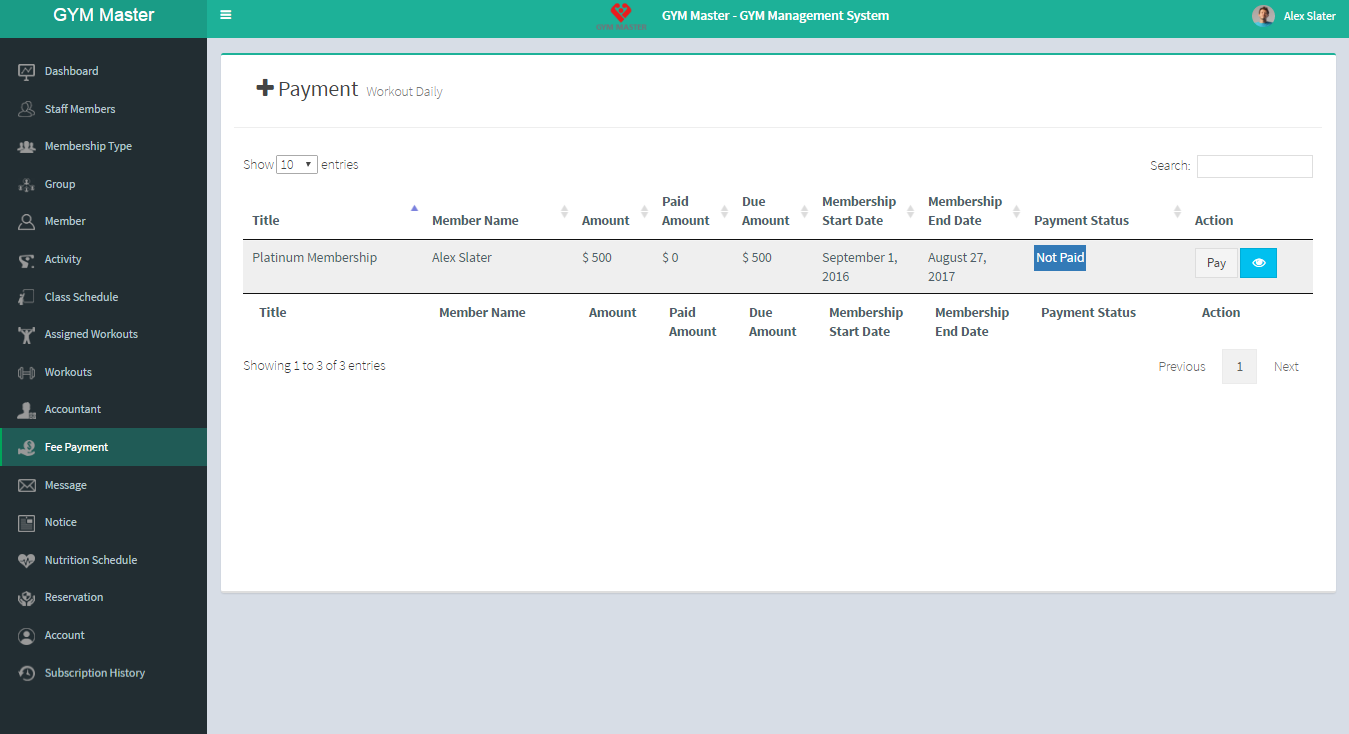 GYM Master
GYM MASTER
GYM Master - GYM Management System
Alex Slater
Dashboard
Staff Members
Membership Type
Group
Member
Activity
Class Schedule
Assigned Workouts
Workouts
Accountant
Fee Payment
Message
Notice
Nutrition Schedule
Reservation
Account
Subscription History
Payment Workout Daily
Show 10 entries
Search:
Title
Member Name
Amount
Paid
Amount
Due
Amount
Membership
Start Date
Membership
End Date
Payment Status
Action
Platinum Membership
Alex Slater
$ 500
$ 0
$ 500
September 1,
2016
August 27,
2017
Not Paid
Pay
Title
Member Name
Amount
Paid
Amount
Due
Amount
Membership
Start Date
Membership
End Date
Payment Status
Action
Showing 1 to 3 of 3 entries
Previous
1
Next